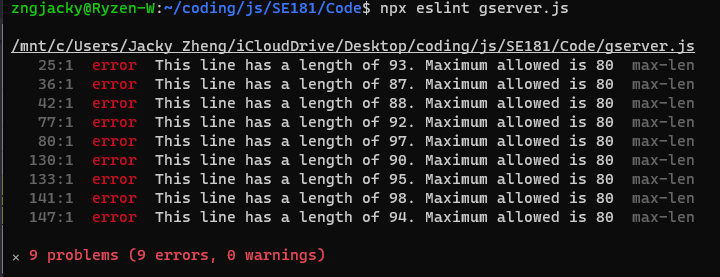 zngjacky@Ryzen-W:~/coding/js/SE181/Code$ npx eslint gserver.js
/mnt/c/Users/Jacky Zheng/iCloudDrive/Desktop/coding/js/SE181/Code/gserver.js
25:1 error This line has a length of 93. Maximum allowed is 80 max-len
36:1 error This line has a length of 87. Maximum allowed is 80 max-len
42:1 error This line has a length of 88. Maximum allowed is 80 max-len
77:1 error This line has a length of 92. Maximum allowed is 80 max-len
80:1 error This line has a length of 97. Maximum allowed is 80 max-len
130:1 error This line has a length of 90. Maximum allowed is 80 max-len
133:1 error This line has a length of 95. Maximum allowed is 80 max-len
141:1 error This line has a length of 98. Maximum allowed is 80 max-len
147:1 error This line has a length of 94. Maximum allowed is 80 max-len
✕ 9 problems (9 errors, 0 warnings)